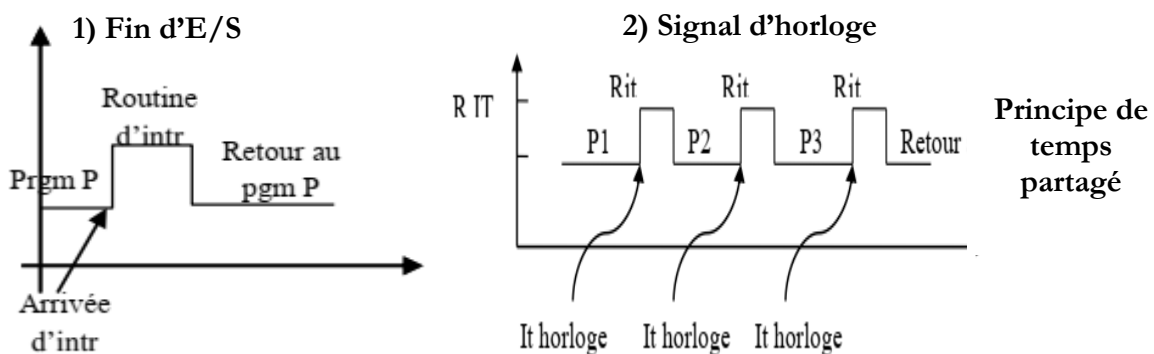 1) Fin d'E/S
Routine
d'intr
Prgm P
Retour au
pgm P
Arrivée
d'intr
2) Signal d'horloge
Rit Rit Rit
R IT
P1 P2 P3 Retour
It horloge It horloge It horloge
Principe de
temps
partagé